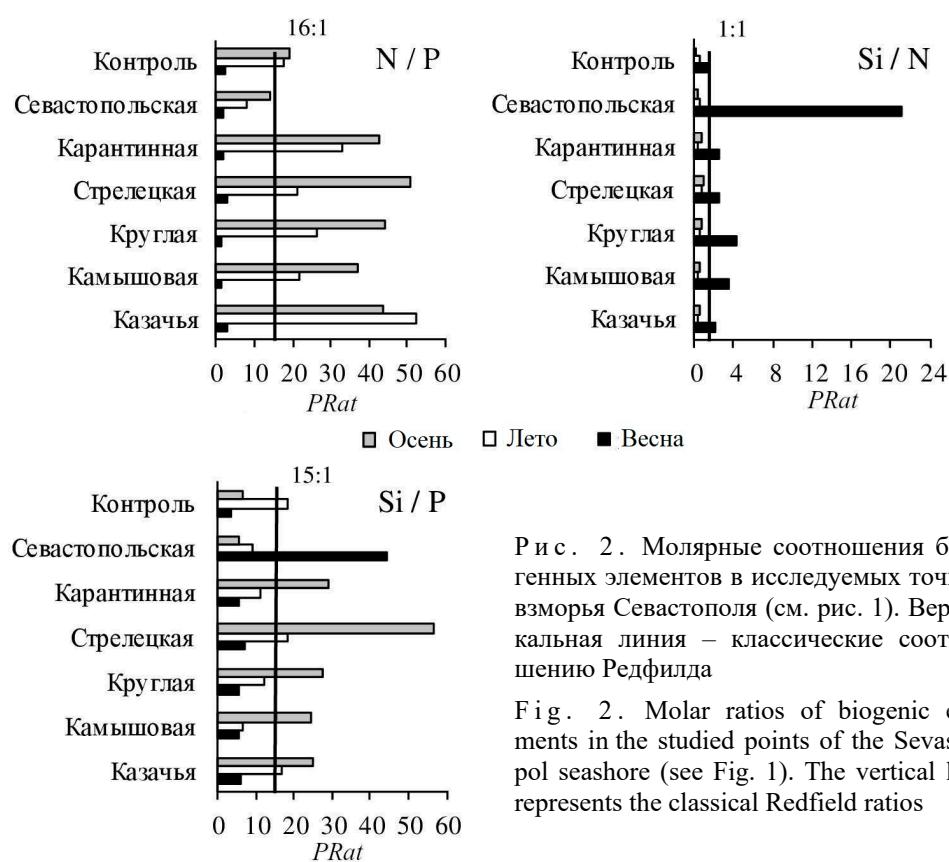 16:1
N / P
Контроль
Севастопольская
Карантинная
Стрелецкая
Круглая
Камышовая
Казачья
0 10 20 30 40 50 60
PRat
1:1
Si / N
Контроль
Севастопольская
Карантинная
Стрелецкая
Круглая
Камышовая
Казачья
0 4 8 12 16 20 24
PRat
Осень Лето Весна
15:1
Si / P
Контроль
Севастопольская
Карантинная
Стрелецкая
Круглая
Камышовая
Казачья
0 10 20 30 40 50 60
PRat
Рис. 2. Молярные соотношения б
генных элементов в исследуемых точ
взморья Севастополя (см. рис. 1). Вер
кальная линия – классические соот
шению Редфилда
Fig. 2. Molar ratios of biogenic
ments in the studied points of the Sevas
pol seashore (see Fig. 1). The vertical
represents the classical Redfield ratios